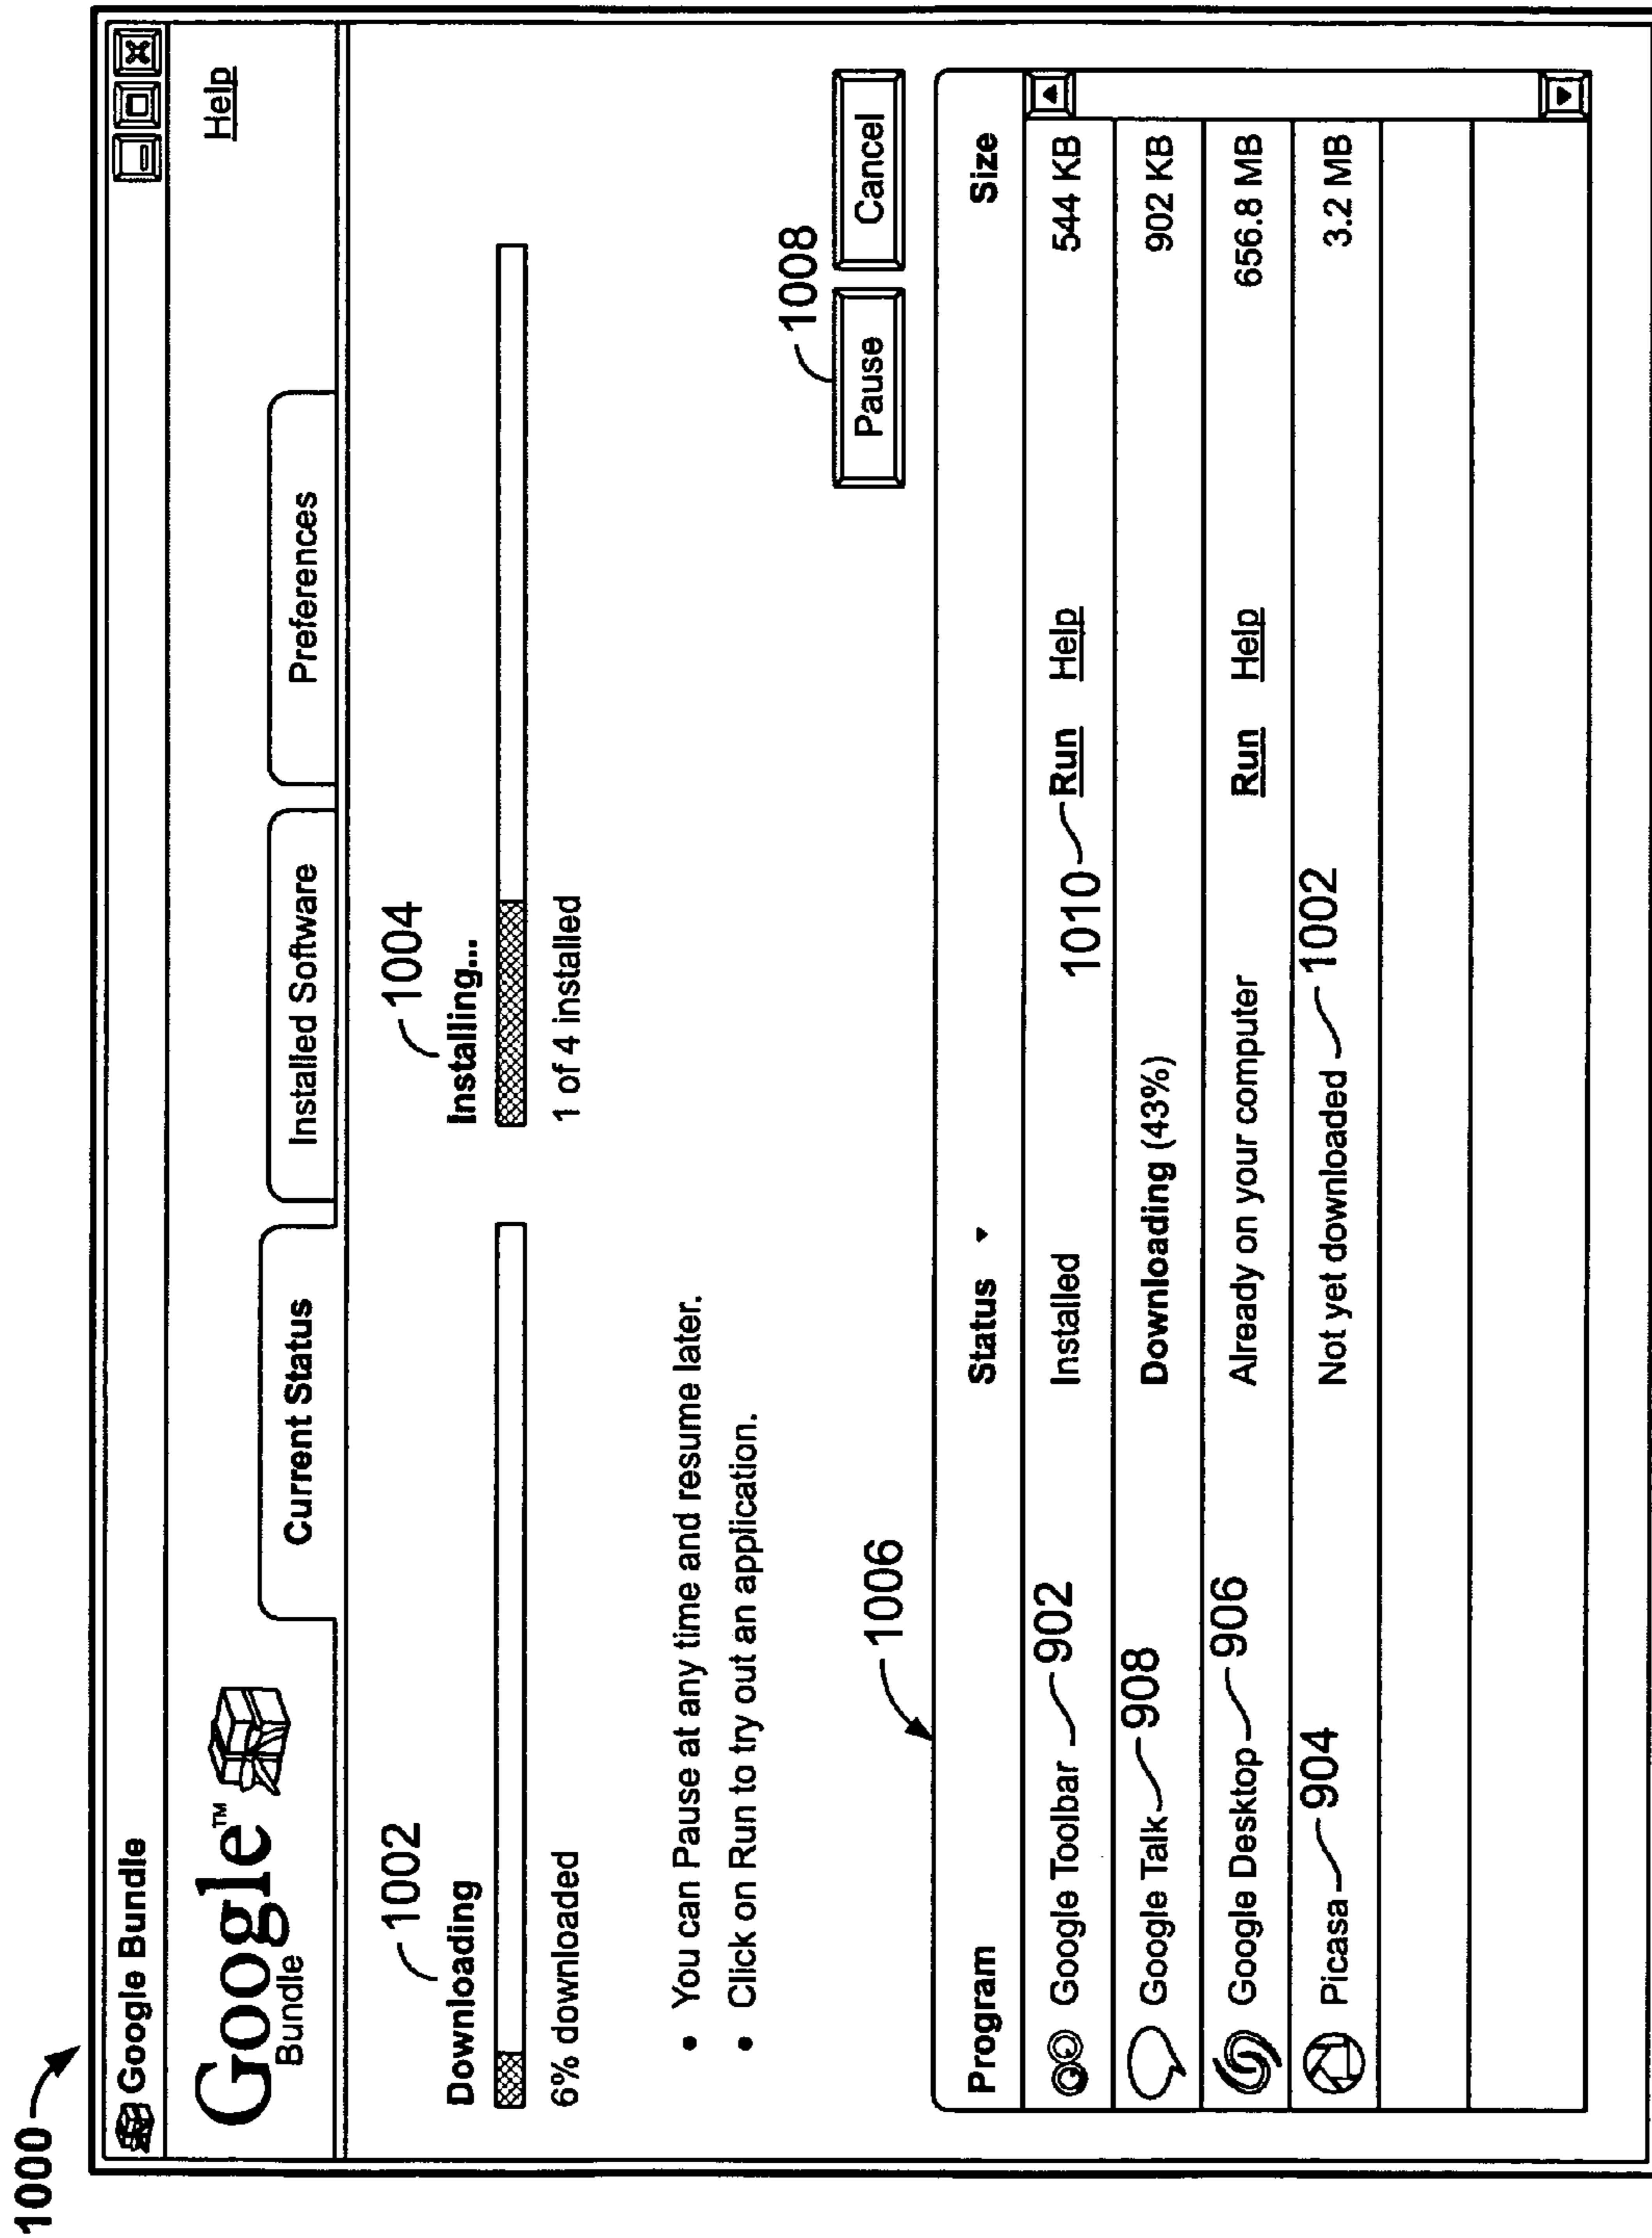 1000
Google Bundle
Google™
Bundle
Current Status
Installed Software
Preferences
Help
1002
1004
Downloading
Installing...
6% downloaded
1 of 4 installed
• You can Pause at any time and resume later.
• Click on Run to try out an application.
1008
1006
Pause
Cancel
Program Status Size
Google Toolbar 902 Installed 1010 Run Help 544 KB
Google Talk 908 Downloading (43%) 902 KB
Google Desktop 906 Already on your computer Run Help 656.8 MB
Picasa 904 Not yet downloaded 1002 3.2 MB